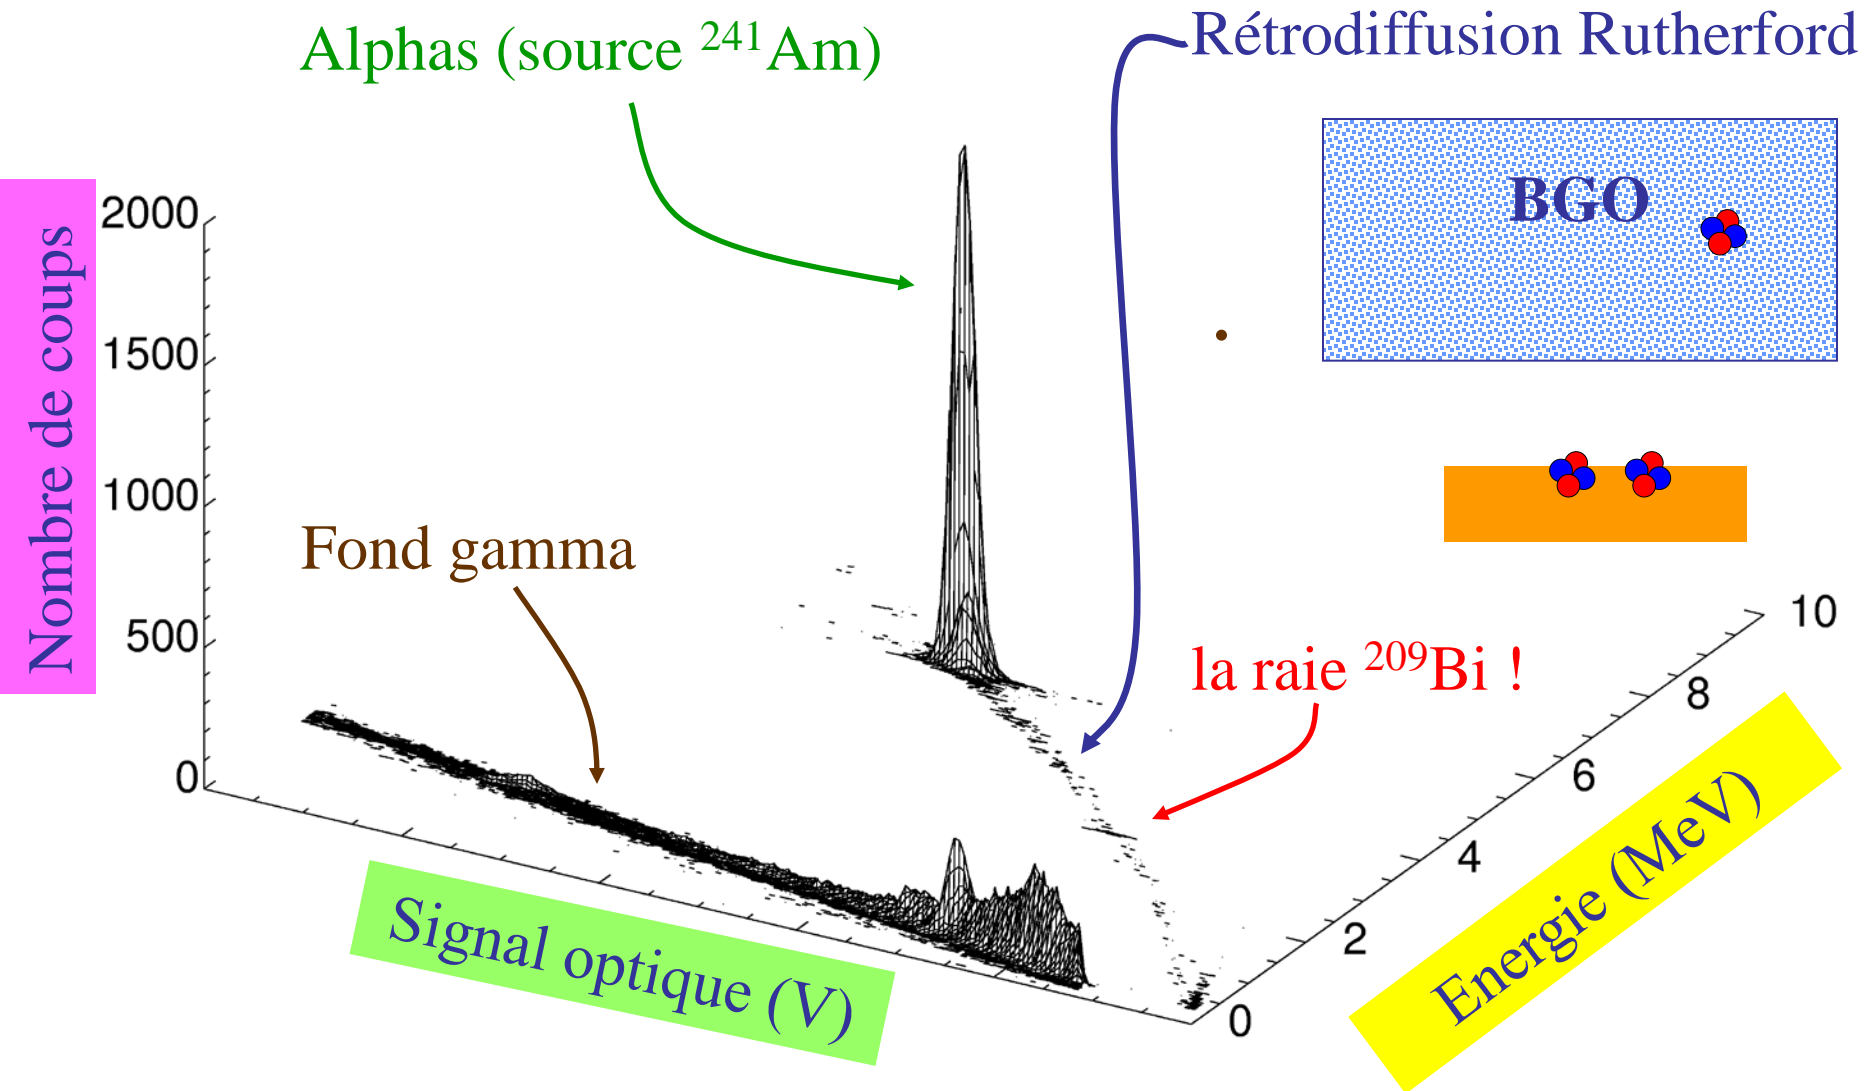 Alphas (source ²⁴¹Am)
Rétrodiffusion Rutherford
BGO
Nombre de coups
2000
1500
1000
500
0
Fond gamma
la raie ²⁰⁹Bi !
10
8
6
4
2
0
Signal optique (V)
Energie (MeV)